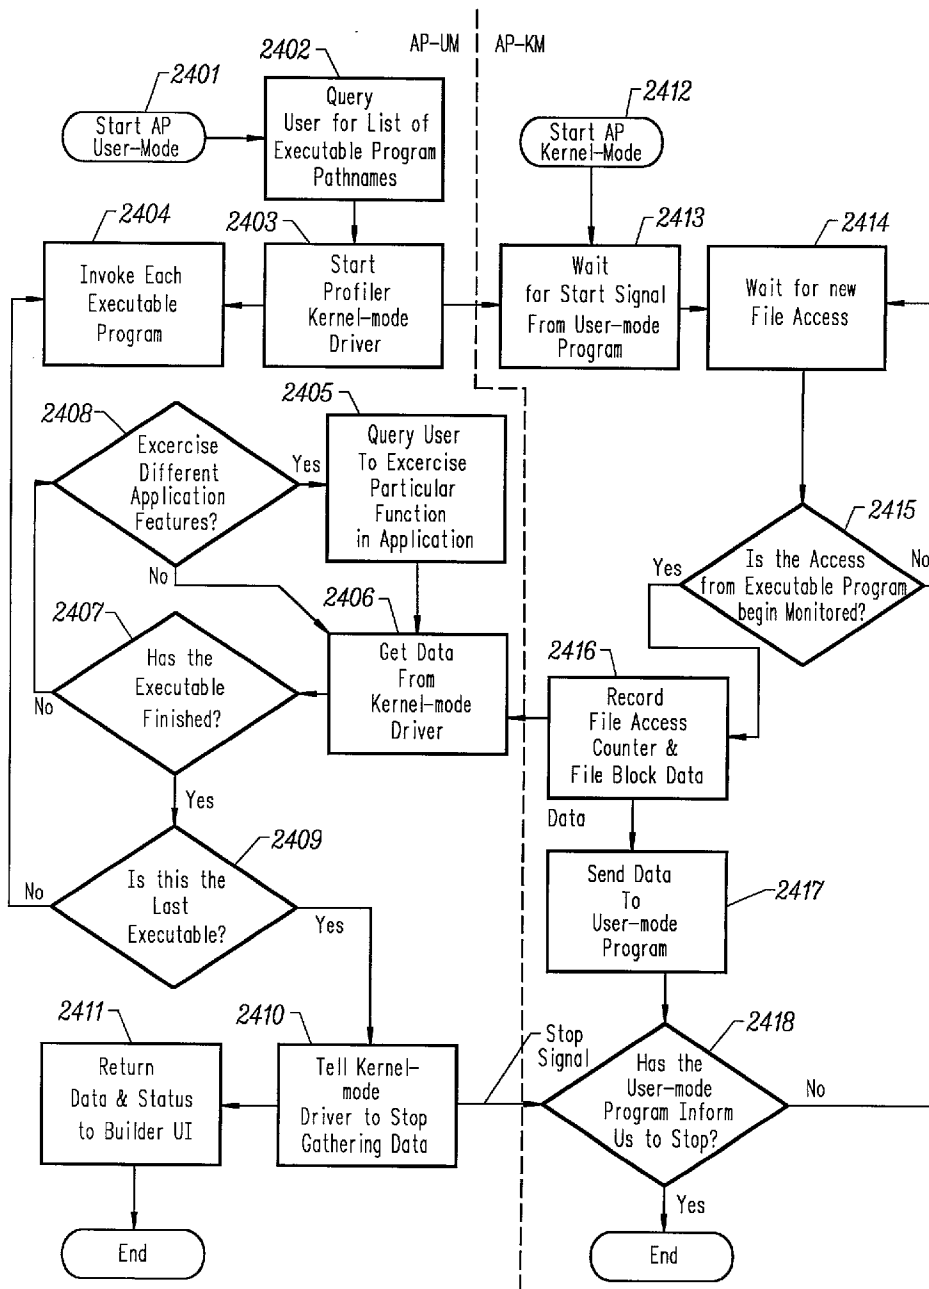 AP-UM
AP-KM
2401
Start AP
User-Mode
2402
Query
User for List of
Executable Program
Pathnames
2412
Start AP
Kernel-Mode
2404
Invoke Each
Executable
Program
2403
Start
Profiler
Kernel-mode
Driver
2413
Wait
for Start Signal
From User-mode
Program
2414
Wait for new
File Access
2408
Excercise
Different
Application
Features?
Yes
No
2405
Query User
To Excercise
Particular
Function
in Application
2415
Is the Access
from Executable Program
begin Monitored?
Yes
No
2407
Has the
Executable
Finished?
No
Yes
2406
Get Data
From
Kernel-mode
Driver
2416
Record
File Access
Counter &
File Block Data
Data
2409
Is this the
Last
Executable?
No
Yes
2417
Send Data
To
User-mode
Program
2411
Return
Data & Status
to Builder UI
2410
Tell Kernel-
mode
Driver to Stop
Gathering Data
Stop
Signal
2418
Has the
User-mode
Program Inform
Us to Stop?
No
Yes
End
End